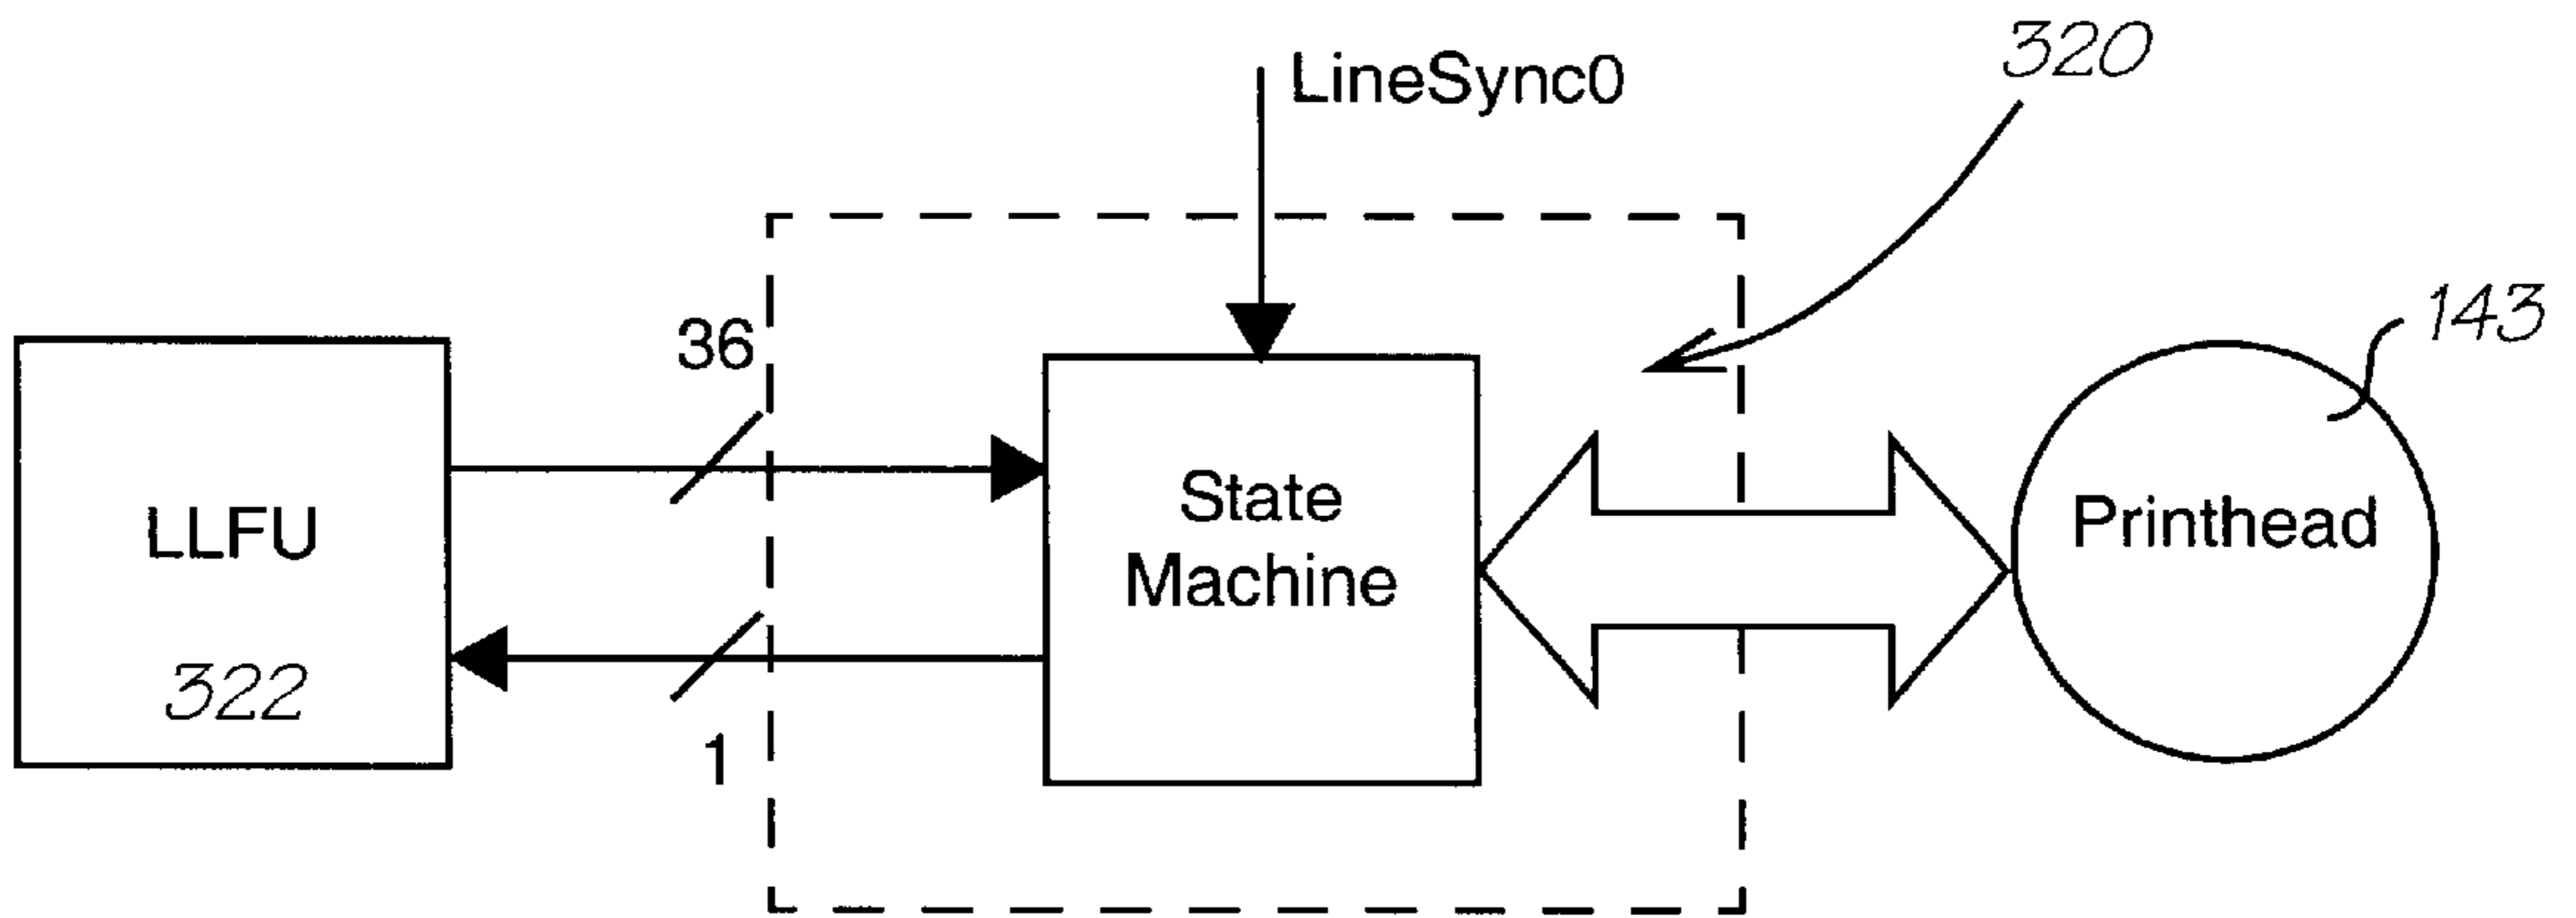 LineSync0
320
36
143
LLFU
322
State
Machine
Printhead
1